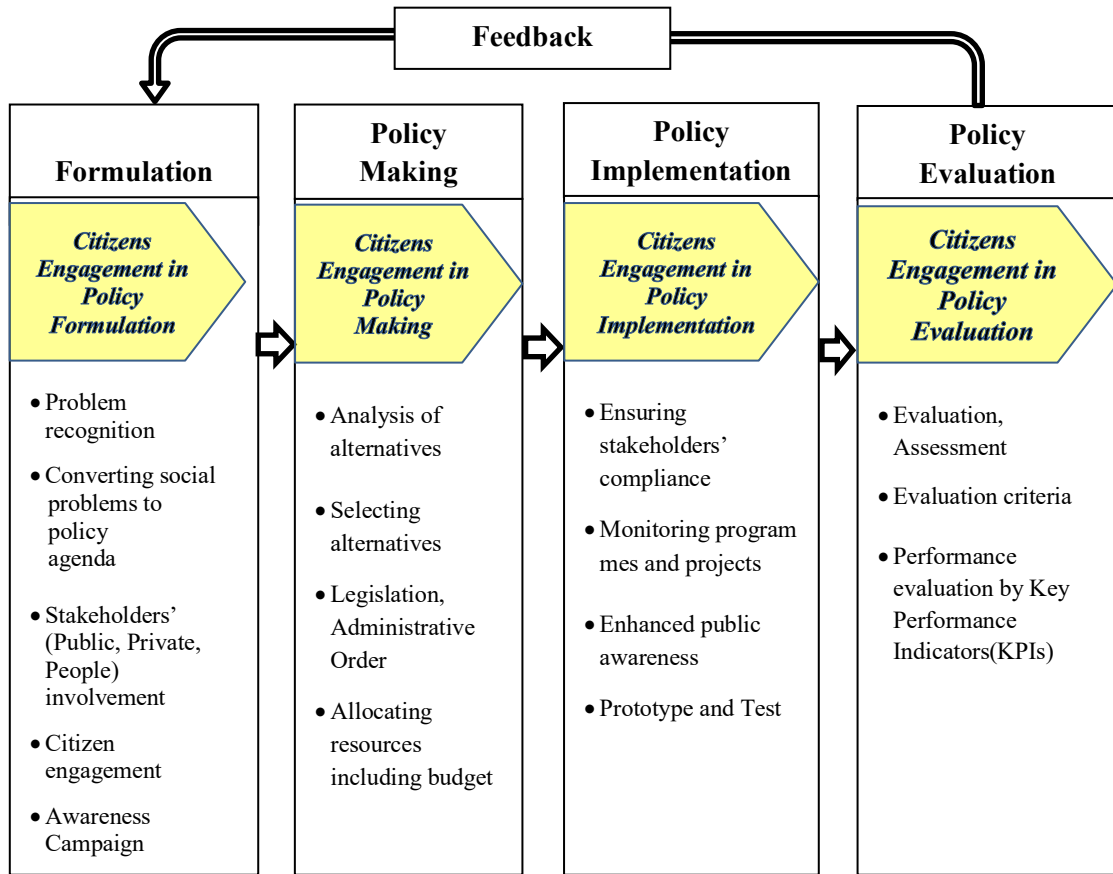 Feedback
Formulation
Citizens
Engagement in
Policy
Formulation
• Problem
recognition
• Converting social
problems to
policy
agenda
• Stakeholders’
(Public, Private,
People)
involvement
• Citizen
engagement
• Awareness
Campaign
Policy
Making
Citizens
Engagement in
Policy
Making
• Analysis of
alternatives
• Selecting
alternatives
• Legislation,
Administrative
Order
• Allocating
resources
including budget
Policy
Implementation
Citizens
Engagement in
Policy
Implementation
• Ensuring
stakeholders’
compliance
• Monitoring program
mes and projects
• Enhanced public
awareness
• Prototype and Test
Policy
Evaluation
Citizens
Engagement in
Policy
Evaluation
• Evaluation,
Assessment
• Evaluation criteria
• Performance
evaluation by Key
Performance
Indicators(KPIs)